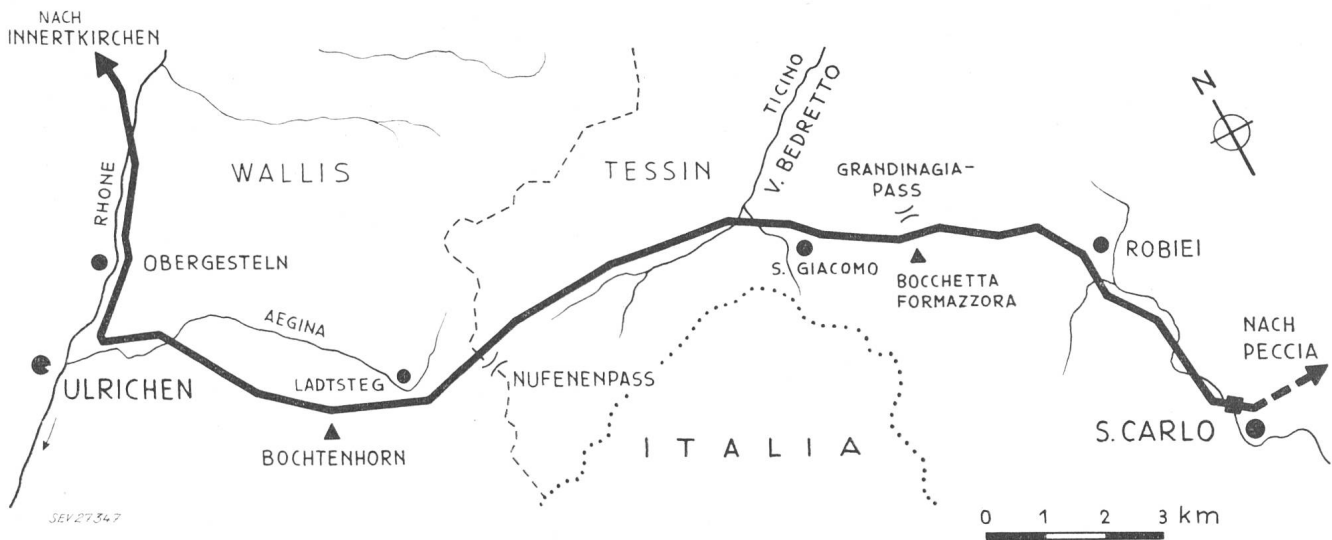 NACH
INNERTKIRCHEN
WALLIS
TESSIN
TICINO
V. BEDRETTO
N
GRANDINAGIA-
PASS
RHONE
OBERGESTELN
S. GIACOMO
BOCCHETTA
FORMAZZORA
ROBIEI
AEGINA
LADTSTEG
NUFENENPASS
NACH
PECCIA
ULRICHEN
BOCHTENHORN
ITALIA
S. CARLO
SEV27347
0 1 2 3 km